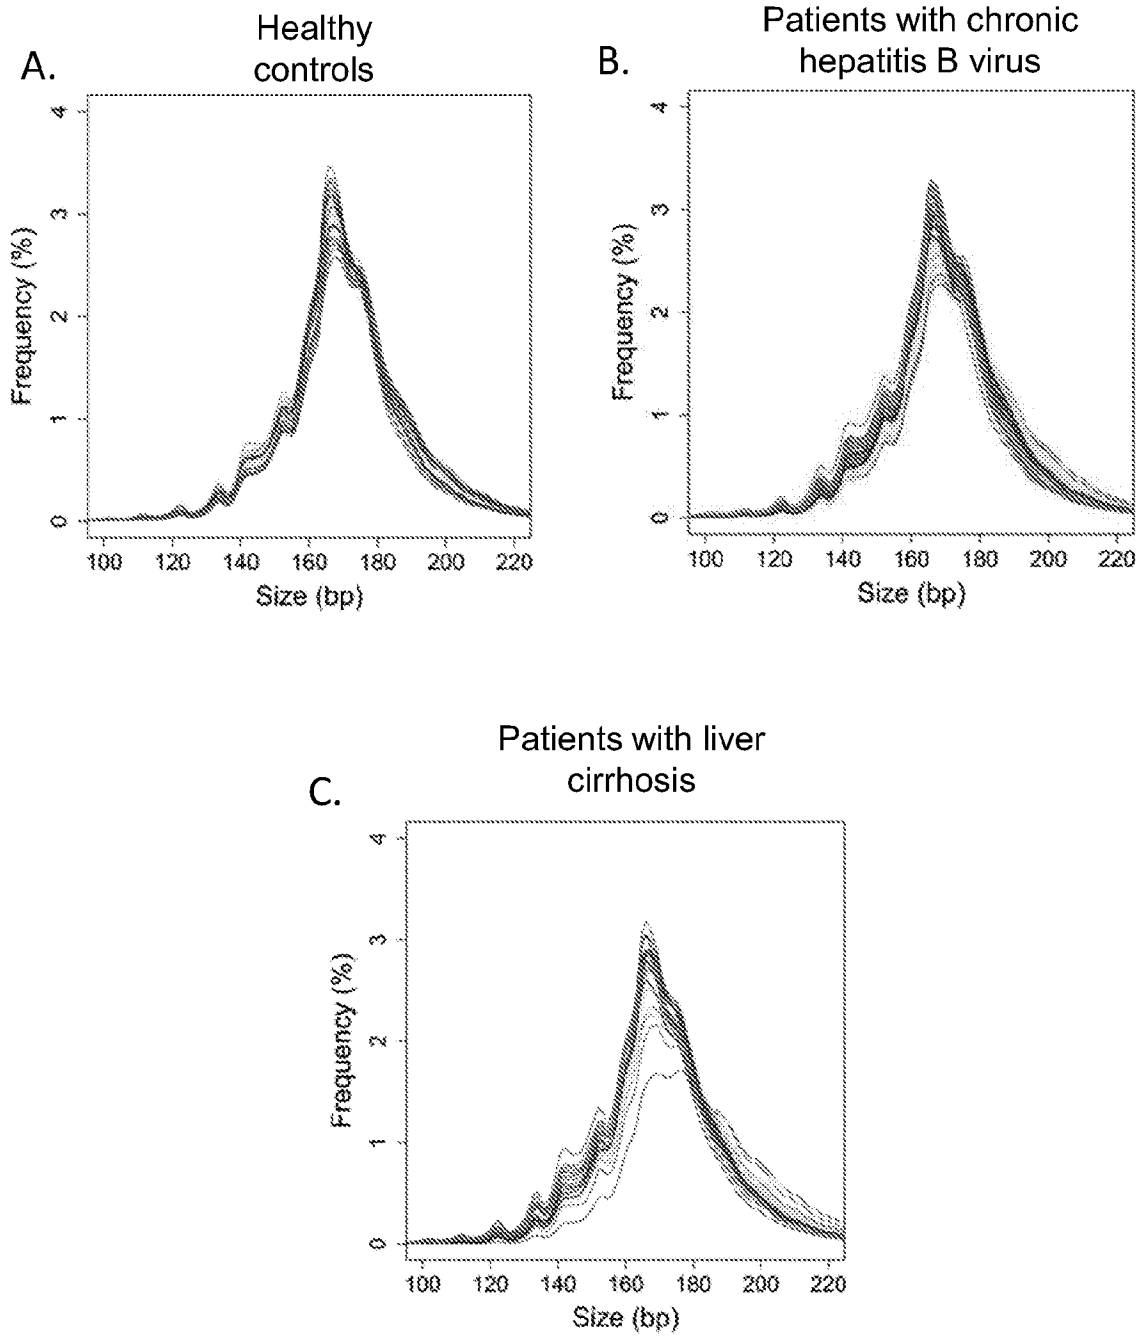 Healthy
controls
A.
4
3
2
1
0
Frequency (%)
100 120 140 160 180 200 220
Size (bp)
Patients with chronic
hepatitis B virus
B.
4
3
2
1
0
Frequency (%)
100 120 140 160 180 200 220
Size (bp)
Patients with liver
cirrhosis
C.
4
3
2
1
0
Frequency (%)
100 120 140 160 180 200 220
Size (bp)